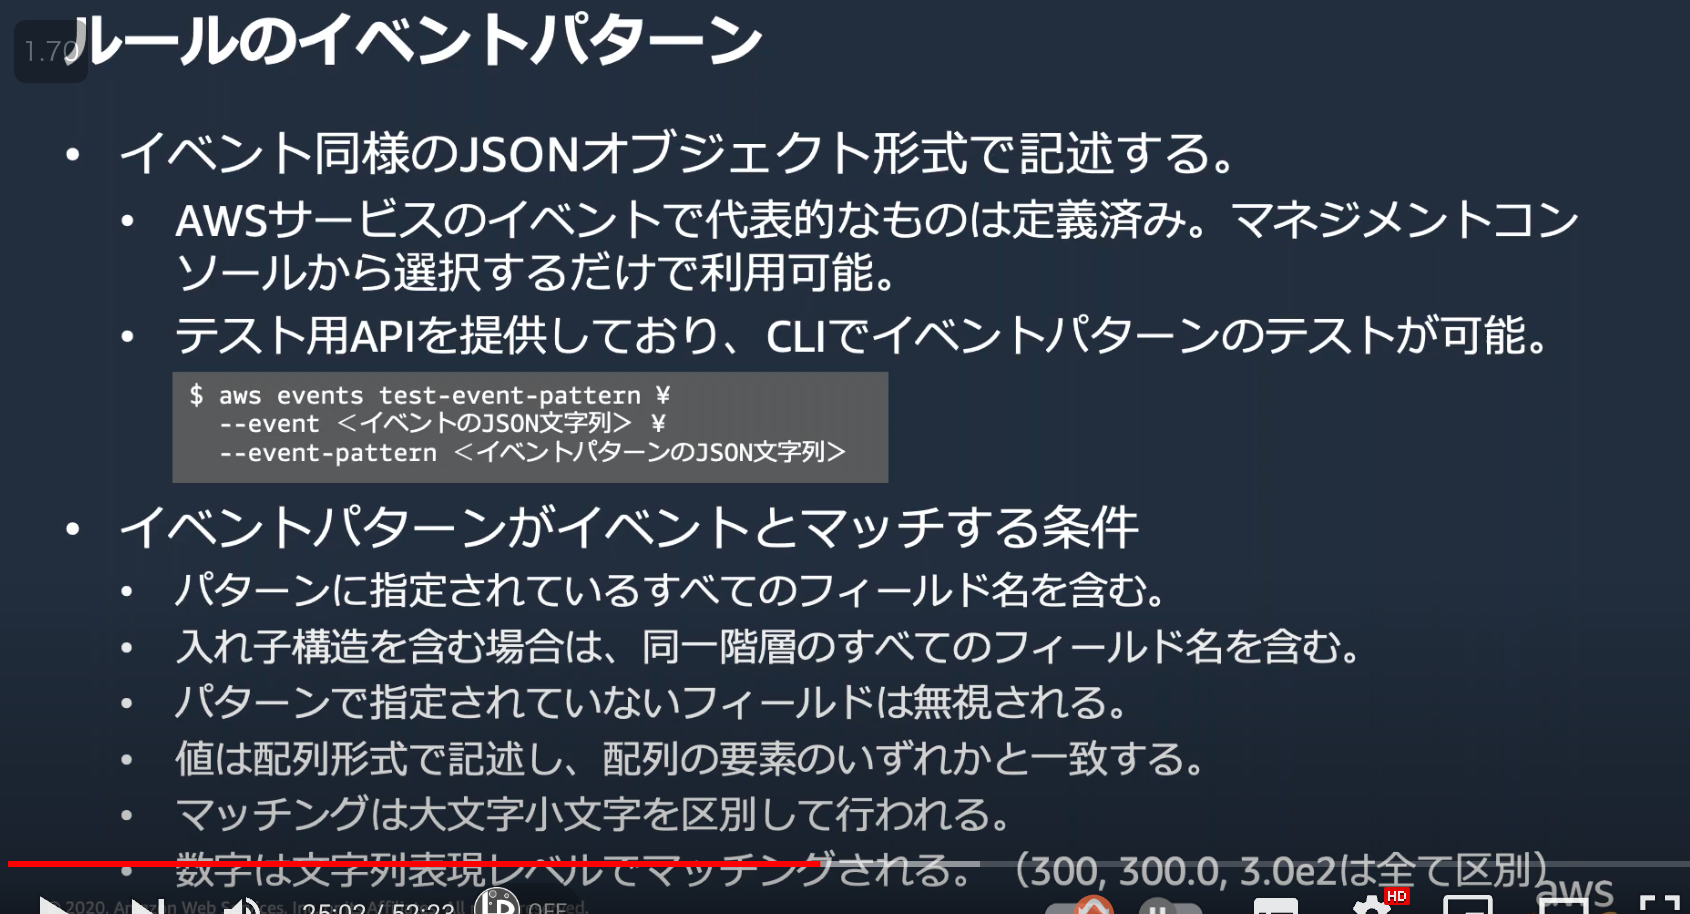 1.70
ルールのイベントパターン
• イベント同様のJSONオブジェクト形式で記述する。
• AWSサービスのイベントで代表的なものは定義済み。マネジメントコン
ソールから選択するだけで利用可能。
• テスト用APIを提供しており、CLIでイベントパターンのテストが可能。
$ aws events test-event-pattern ¥
--event <イベントのJSON文字列> ¥
--event-pattern <イベントパターンのJSON文字列>
• イベントパターンがイベントとマッチする条件
• パターンに指定されているすべてのフィールド名を含む。
• 入れ子構造を含む場合は、同一階層のすべてのフィールド名を含む。
• パターンで指定されていないフィールドは無視される。
• 値は配列形式で記述し、配列の要素のいずれかと一致する。
• マッチングは大文字小文字を区別して行われる。
• 数字は文字列表現レベルでマッチングされる。（300, 300.0, 3.0e2は全て区別）
aws
HD
25:02 / 52:23
OFF
2020, Amazon Web Services, Inc. Affiliates. All reserved.